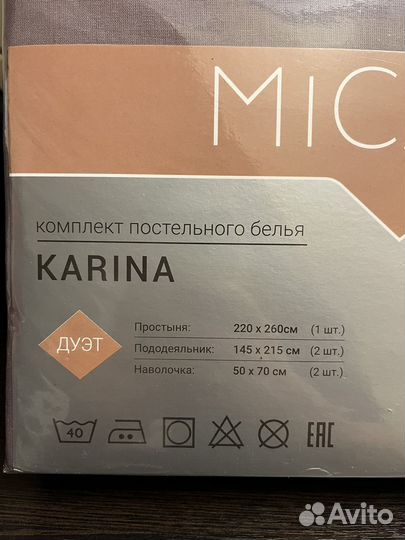 MIC
комплект постельного белья
KARINA
ДУЭТ
Простыня: 220 x 260см (1 шт.)
Пододеяльник: 145 x 215 см (2 шт.)
Наволочка: 50 x 70 см (2 шт.)
40
EAC
Avito